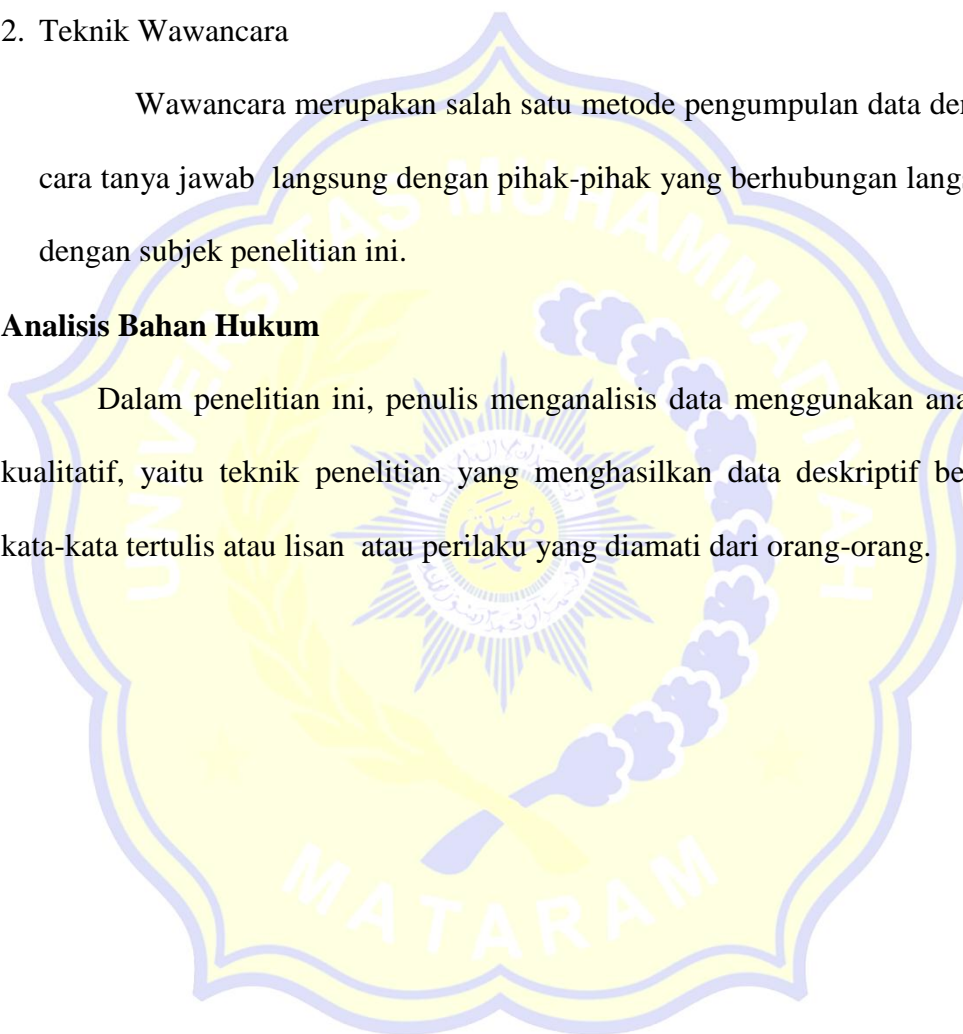 2. Teknik Wawancara
Wawancara merupakan salah satu metode pengumpulan data den
cara tanya jawab langsung dengan pihak-pihak yang berhubungan langs
dengan subjek penelitian ini.
Analisis Bahan Hukum
Dalam penelitian ini, penulis menganalisis data menggunakan ana
kualitatif, yaitu teknik penelitian yang menghasilkan data deskriptif be
kata-kata tertulis atau lisan atau perilaku yang diamati dari orang-orang.
UNIVERSITAS MUHAMMADIYAH
MATARAM